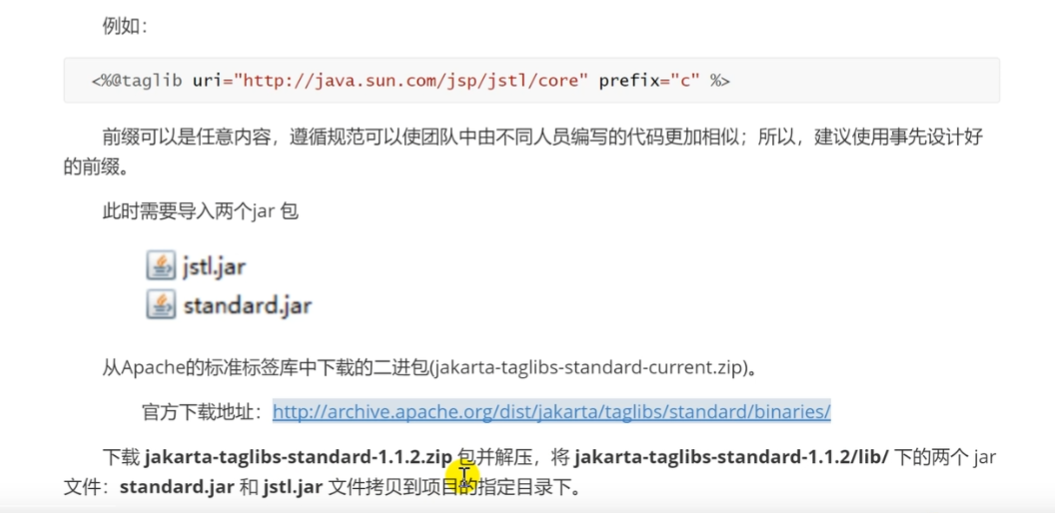 例如：
<%@taglib uri="http://java.sun.com/jsp/jstl/core" prefix="c" %>
前缀可以是任意内容，遵循规范可以使团队中由不同人员编写的代码更加相似；所以，建议使用事先设计好
的前缀。
此时需要导入两个jar 包
jstl.jar
standard.jar
从Apache的标准标签库中下载的二进包(jakarta-taglibs-standard-current.zip)。
官方下载地址：http://archive.apache.org/dist/jakarta/taglibs/standard/binaries/
下载 jakarta-taglibs-standard-1.1.2.zip 包并解压，将 jakarta-taglibs-standard-1.1.2/lib/ 下的两个 jar
文件：standard.jar 和 jstl.jar 文件拷贝到项目的指定目录下。